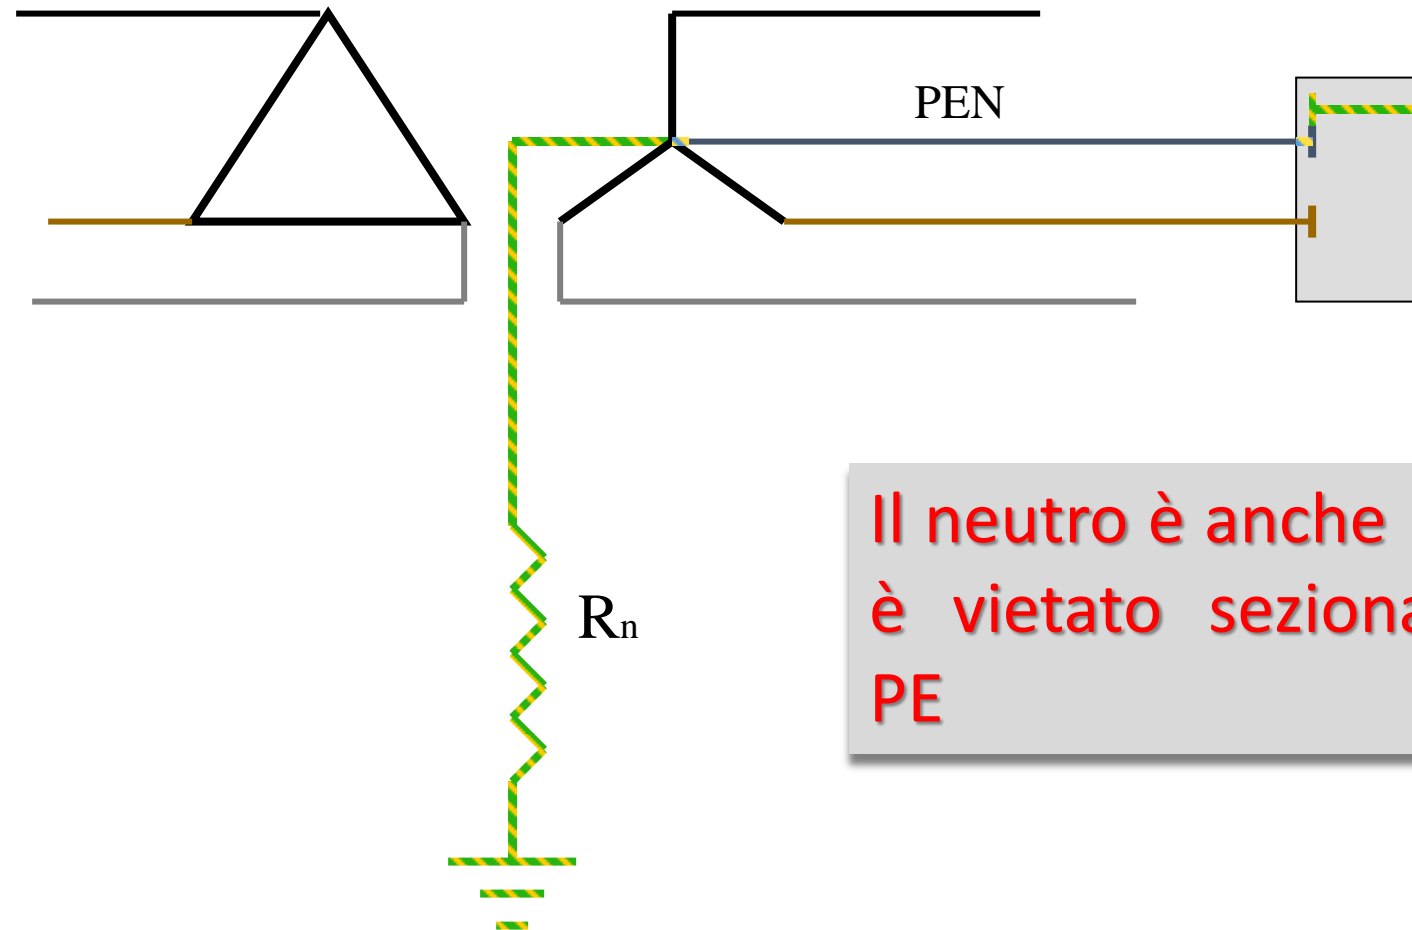 PEN
Rn
Il neutro è anche
è vietato
PE